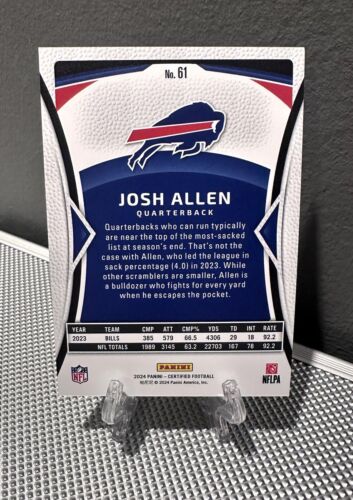 No. 61
JOSH ALLEN
QUARTERBACK
Quarterbacks who can run typically
are near the top of the most-sacked
list at season's end. That's not the
case with Allen, who led the league in
sack percentage (4.0) in 2023. While
other scramblers are smaller, Allen is
a bulldozer who fights for every yard
when he escapes the pocket.
YEAR TEAM CMP ATT CMP% YDS TD INT RATE
2023 BILLS 385 579 66.5 4306 29 18 92.2
NFL TOTALS 1989 3145 63.2 22703 167 78 92.2
NFL
PANINI
NFLPA
2024 PANINI - CERTIFIED FOOTBALL
© 2024 Panini America, Inc.